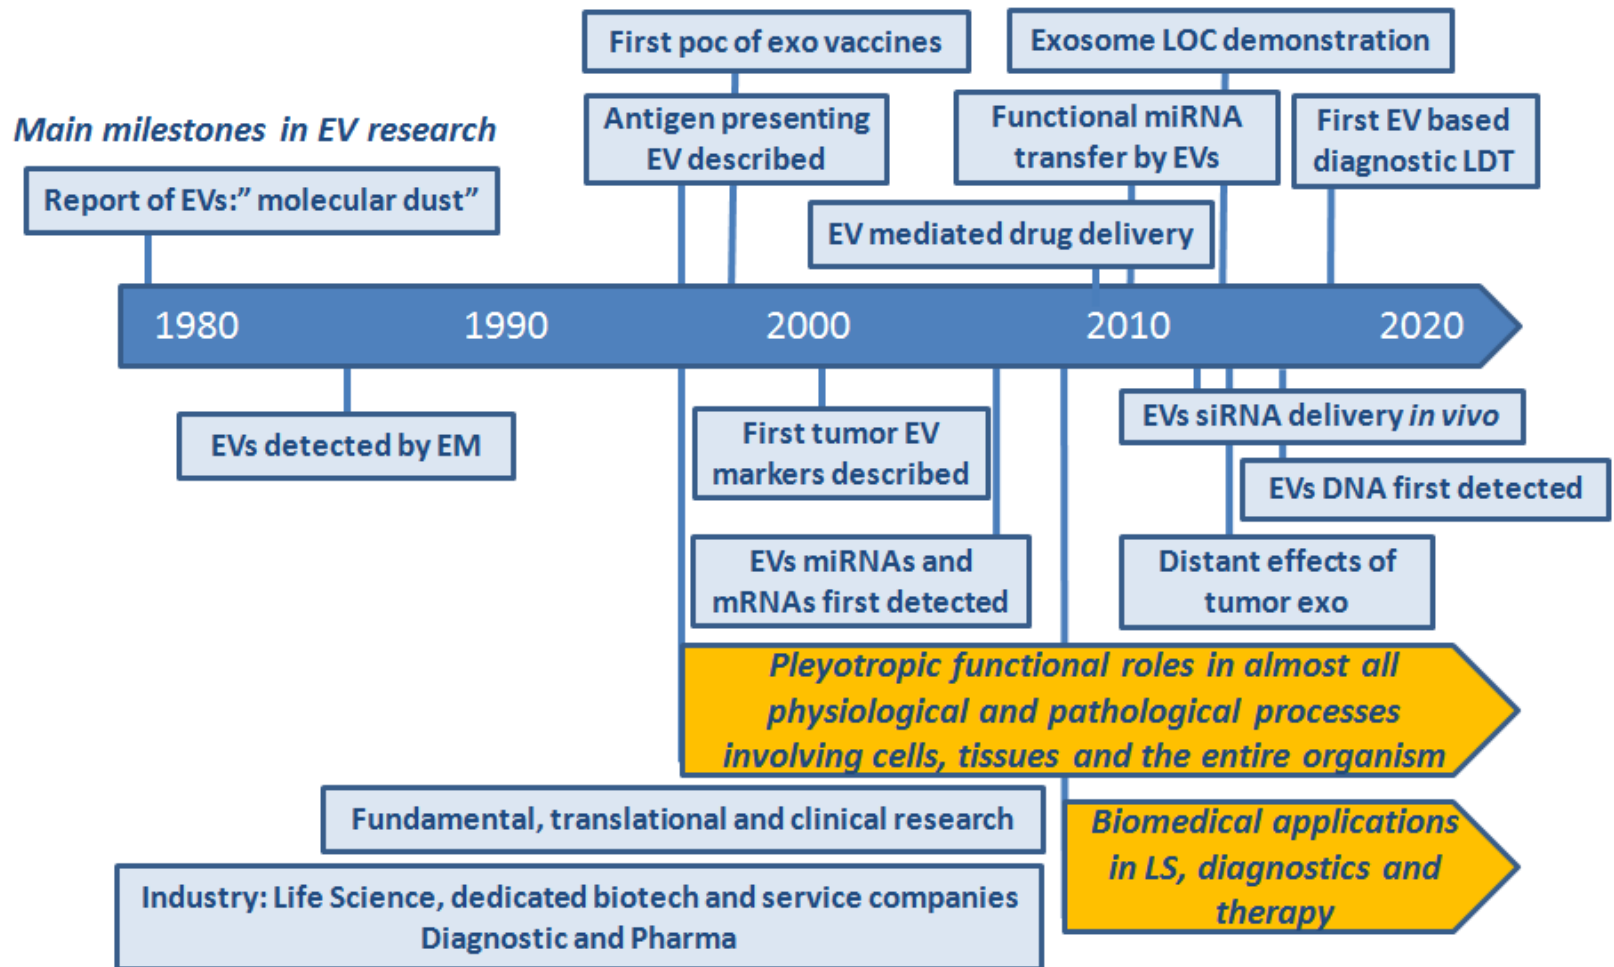 First poc of exo vaccines
Exosome LOC demonstration
Main milestones in EV research
Antigen presenting
EV described
Functional miRNA
transfer by EVs
First EV based
diagnostic LDT
Report of EVs:” molecular dust”
EV mediated drug delivery
1980 1990 2000 2010 2020
EVs detected by EM
First tumor EV
markers described
EVs siRNA delivery in vivo
EVs DNA first detected
EVs miRNAs and
mRNAs first detected
Distant effects of
tumor exo
Pleyotropic functional roles in almost all
physiological and pathological processes
involving cells, tissues and the entire organism
Fundamental, translational and clinical research
Biomedical applications
in LS, diagnostics and
therapy
Industry: Life Science, dedicated biotech and service companies
Diagnostic and Pharma